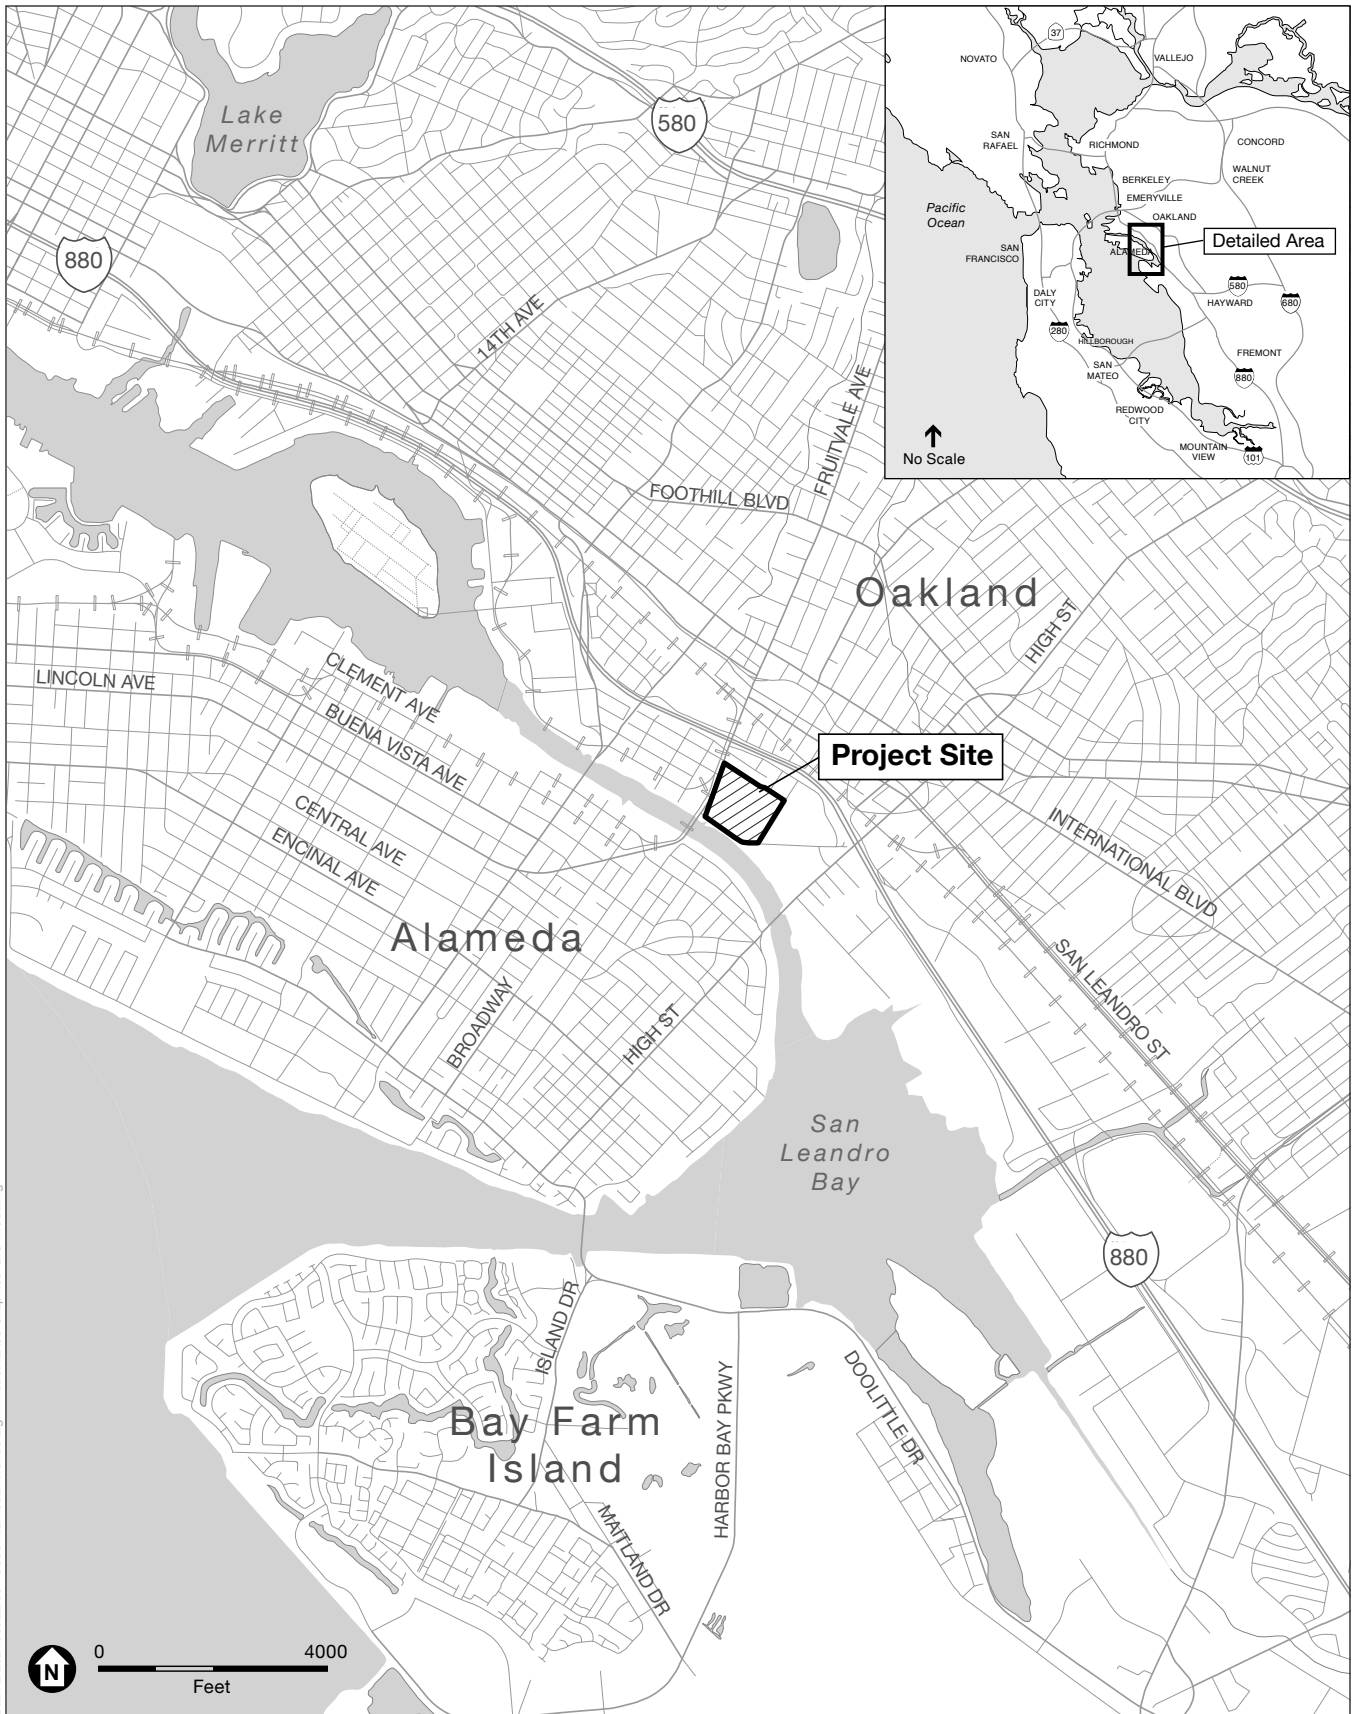 Lake
Merritt
580
880
14TH AVE
FRUITVALE AVE
FOOTHILL BLVD
Oakland
HIGH ST
LINCOLN AVE
CLEMENT AVE
BUENA VISTA AVE
CENTRAL AVE
ENCINAL AVE
Project Site
INTERNATIONAL BLVD
Alameda
BROADWAY
HIGH ST
SAN LEANDRO ST
San
Leandro
Bay
880
ISLAND DR
Bay Farm
Island
HARBOR BAY PKWY
DOOLITTLE DR
MAITLAND DR
N
0 4000
Feet
37
NOVATO
VALLEJO
SAN
RAFAEL
RICHMOND
CONCORD
WALNUT
CREEK
BERKELEY
EMERYVILLE
OAKLAND
Pacific
Ocean
ALAMEDA
Detailed Area
SAN
FRANCISCO
DALY
CITY
580
HAYWARD
680
280
HILLBOROUGH
SAN
MATEO
FREMONT
880
REDWOOD
CITY
MOUNTAIN
VIEW
101
No Scale